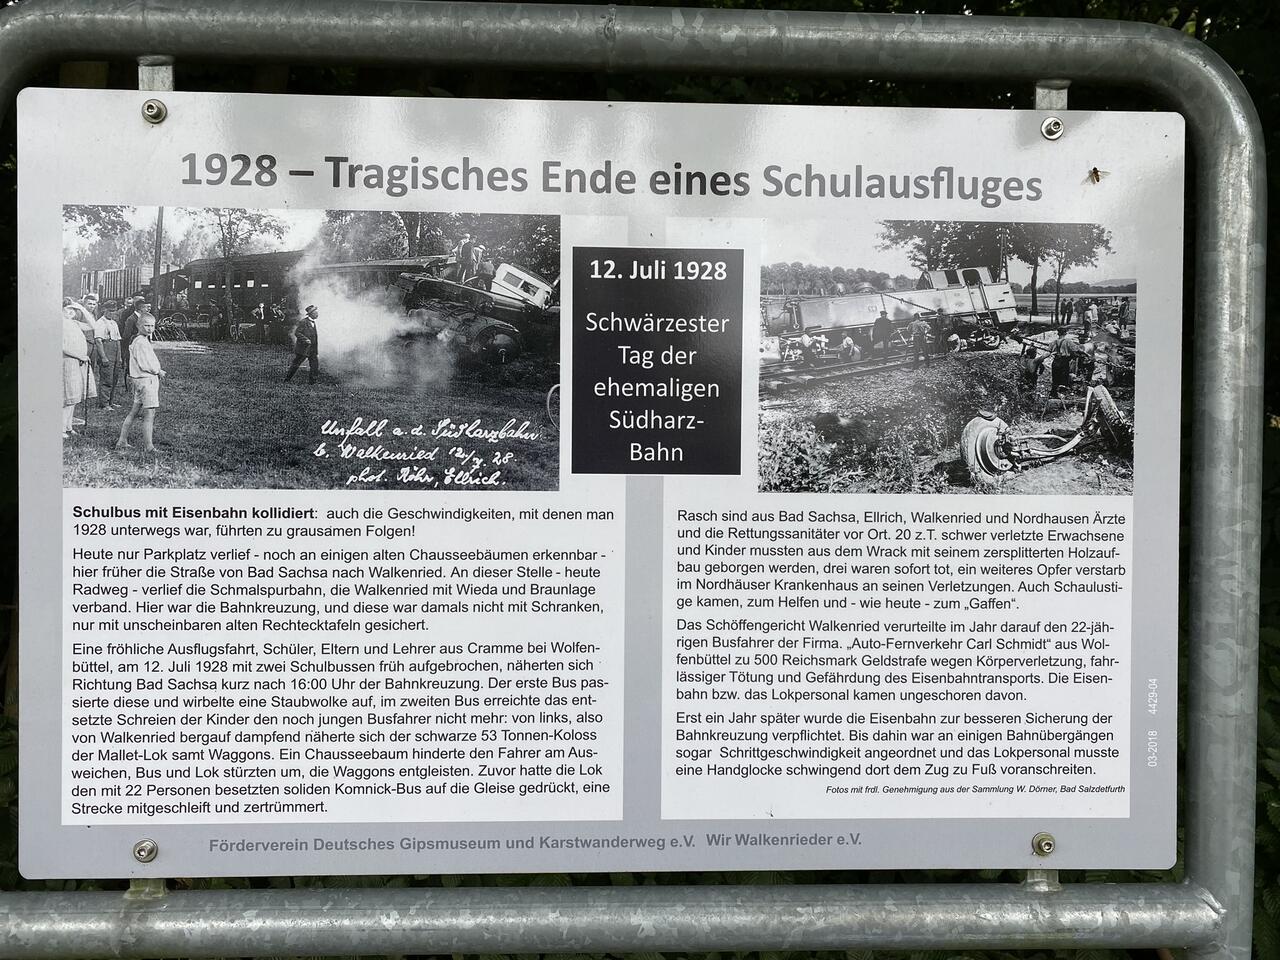 1928 – Tragisches Ende eines Schulausfluges
Unfall a. d. Südharzbahn
b. Walkenried 12./7. 28
phot. Röhr, Ellrich.
12. Juli 1928
Schwärzester
Tag der
ehemaligen
Südharz-
Bahn
Schulbus mit Eisenbahn kollidiert: auch die Geschwindigkeiten, mit denen man
1928 unterwegs war, führten zu grausamen Folgen!
Heute nur Parkplatz verlief - noch an einigen alten Chausseebäumen erkennbar -
hier früher die Straße von Bad Sachsa nach Walkenried. An dieser Stelle - heute
Radweg - verlief die Schmalspurbahn, die Walkenried mit Wieda und Braunlage
verband. Hier war die Bahnkreuzung, und diese war damals nicht mit Schranken,
nur mit unscheinbaren alten Rechtecktafeln gesichert.
Eine fröhliche Ausflugsfahrt, Schüler, Eltern und Lehrer aus Cramme bei Wolfen-
büttel, am 12. Juli 1928 mit zwei Schulbussen früh aufgebrochen, näherten sich
Richtung Bad Sachsa kurz nach 16:00 Uhr der Bahnkreuzung. Der erste Bus pas-
sierte diese und wirbelte eine Staubwolke auf, im zweiten Bus erreichte das ent-
setzte Schreien der Kinder den noch jungen Busfahrer nicht mehr: von links, also
von Walkenried bergauf dampfend näherte sich der schwarze 53 Tonnen-Koloss
der Mallet-Lok samt Waggons. Ein Chausseebaum hinderte den Fahrer am Aus-
weichen, Bus und Lok stürzten um, die Waggons entgleisten. Zuvor hatte die Lok
den mit 22 Personen besetzten soliden Komnick-Bus auf die Gleise gedrückt, eine
Strecke mitgeschleift und zertrümmert.
Rasch sind aus Bad Sachsa, Ellrich, Walkenried und Nordhausen Ärzte
und die Rettungssanitäter vor Ort. 20 z.T. schwer verletzte Erwachsene
und Kinder mussten aus dem Wrack mit seinem zersplitterten Holzauf-
bau geborgen werden, drei waren sofort tot, ein weiteres Opfer verstarb
im Nordhäuser Krankenhaus an seinen Verletzungen. Auch Schaulusti-
ge kamen, zum Helfen und - wie heute - zum „Gaffen“.
Das Schöffengericht Walkenried verurteilte im Jahr darauf den 22-jäh-
rigen Busfahrer der Firma. „Auto-Fernverkehr Carl Schmidt“ aus Wol-
fenbüttel zu 500 Reichsmark Geldstrafe wegen Körperverletzung, fahr-
lässiger Tötung und Gefährdung des Eisenbahntransports. Die Eisen-
bahn bzw. das Lokpersonal kamen ungeschoren davon.
Erst ein Jahr später wurde die Eisenbahn zur besseren Sicherung der
Bahnkreuzung verpflichtet. Bis dahin war an einigen Bahnübergängen
sogar Schrittgeschwindigkeit angeordnet und das Lokpersonal musste
eine Handglocke schwingend dort dem Zug zu Fuß voranschreiten.
Fotos mit frdl. Genehmigung aus der Sammlung W. Dörner, Bad Salzdetfurth
03-2018 4429-04
Förderverein Deutsches Gipsmuseum und Karstwanderweg e.V. Wir Walkenrieder e.V.